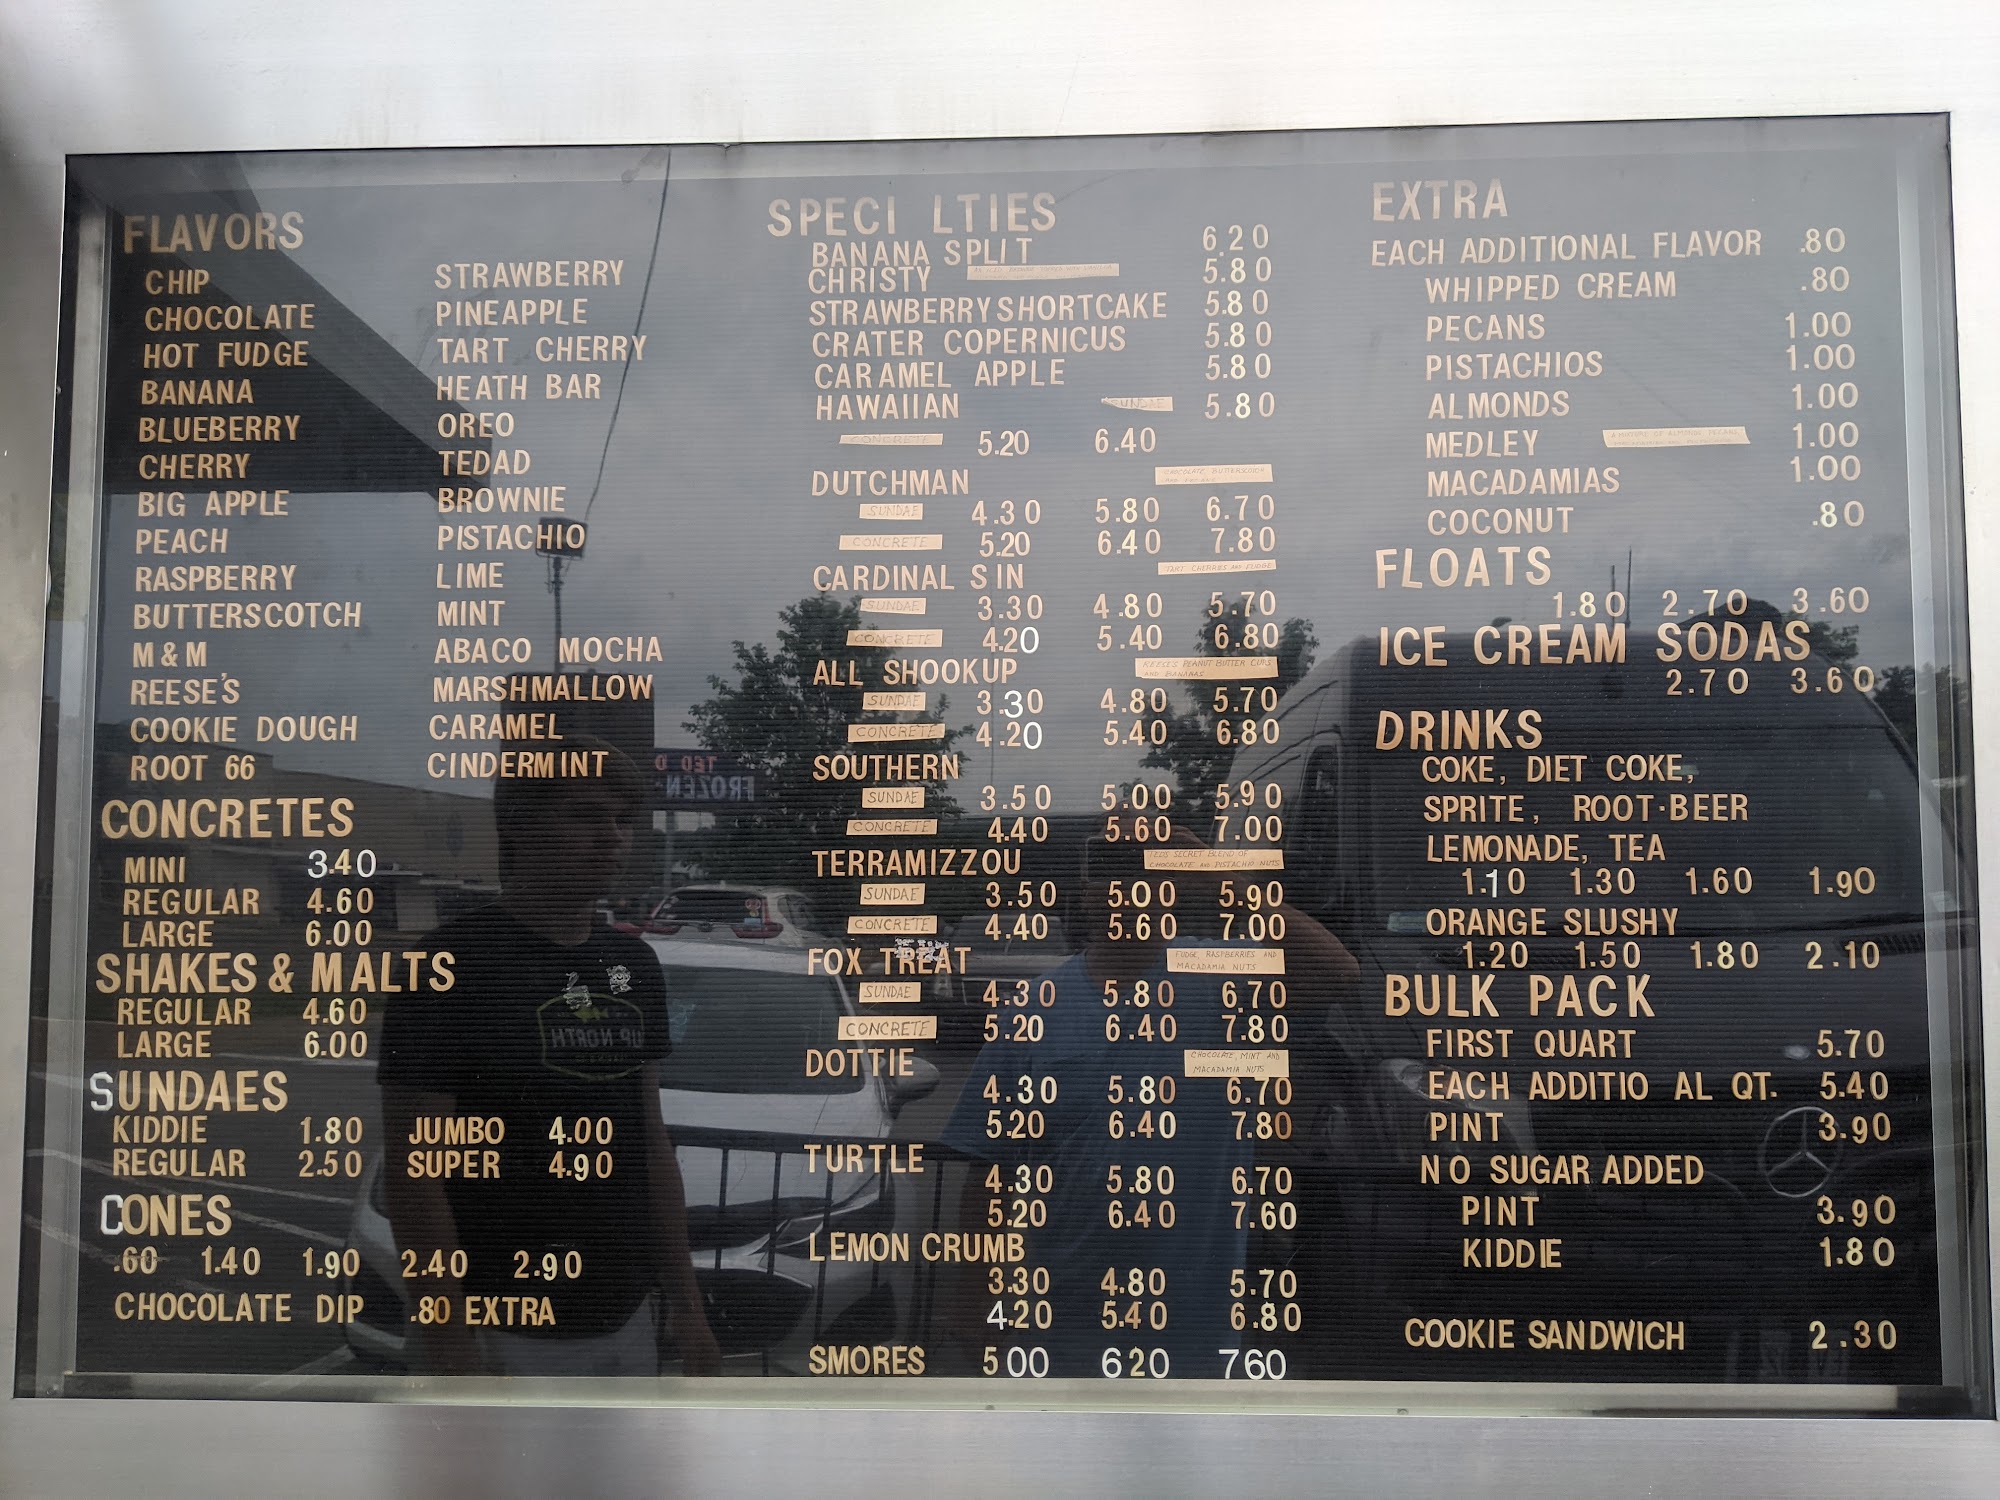 FLAVORS
CHIP
CHOCOLATE
HOT FUDGE
BANANA
BLUEBERRY
CHERRY
BIG APPLE
PEACH
RASPBERRY
BUTTERSCOTCH
M & M
REESE'S
COOKIE DOUGH
ROOT 66
STRAWBERRY
PINEAPPLE
TART CHERRY
HEATH BAR
OREO
TEDAD
BROWNIE
PISTACHIO
LIME
MINT
ABACO MOCHA
MARSHMALLOW
CARAMEL
CINDERMINT
CONCRETES
MINI 3.40
REGULAR 4.60
LARGE 6.00
SHAKES & MALTS
REGULAR 4.60
LARGE 6.00
SUNDAES
KIDDIE 1.80 JUMBO 4.00
REGULAR 2.50 SUPER 4.90
CONES
.60 1.40 1.90 2.40 2.90
CHOCOLATE DIP .80 EXTRA
SPECI LTIES
BANANA SPLIT 6.20
CHRISTY 5.80
STRAWBERRY SHORTCAKE 5.80
CRATER COPERNICUS 5.80
CARAMEL APPLE 5.80
HAWAIIAN SUNDAE 5.80
CONCRETE 5.20 6.40
DUTCHMAN CHOCOLATE, BUTTERSCOTCH
SUNDAE 4.30 5.80 6.70
CONCRETE 5.20 6.40 7.80
CARDINAL SIN TART CHERRIES AND FUDGE
SUNDAE 3.30 4.80 5.70
CONCRETE 4.20 5.40 6.80
ALL SHOOKUP REECE'S PEANUT BUTTER CUPS
AND BANANAS
SUNDAE 3.30 4.80 5.70
CONCRETE 4.20 5.40 6.80
SOUTHERN
SUNDAE 3.50 5.00 5.90
CONCRETE 4.40 5.60 7.00
TERRAMIZZOU TEDS SECRET BLEND OF
CHOCOLATE AND PISTACHIO NUTS
SUNDAE 3.50 5.00 5.90
CONCRETE 4.40 5.60 7.00
FOX TREAT FUDGE, RASPBERRIES AND
MACADAMIA NUTS
SUNDAE 4.30 5.80 6.70
CONCRETE 5.20 6.40 7.80
DOTTIE CHOCOLATE, MINT AND
MACADAMIA NUTS
4.30 5.80 6.70
5.20 6.40 7.80
TURTLE
4.30 5.80 6.70
5.20 6.40 7.60
LEMON CRUMB
3.30 4.80 5.70
4.20 5.40 6.80
SMORES 500 620 760
EXTRA
EACH ADDITIONAL FLAVOR .80
WHIPPED CREAM .80
PECANS 1.00
PISTACHIOS 1.00
ALMONDS 1.00
MEDLEY 1.00
MACADAMIAS 1.00
COCONUT .80
FLOATS
1.80 2.70 3.60
ICE CREAM SODAS
2.70 3.60
DRINKS
COKE, DIET COKE,
SPRITE, ROOT·BEER
LEMONADE, TEA
1.10 1.30 1.60 1.90
ORANGE SLUSHY
1.20 1.50 1.80 2.10
BULK PACK
FIRST QUART 5.70
EACH ADDITIO AL QT. 5.40
PINT 3.90
NO SUGAR ADDED
PINT 3.90
KIDDIE 1.80
COOKIE SANDWICH 2.30